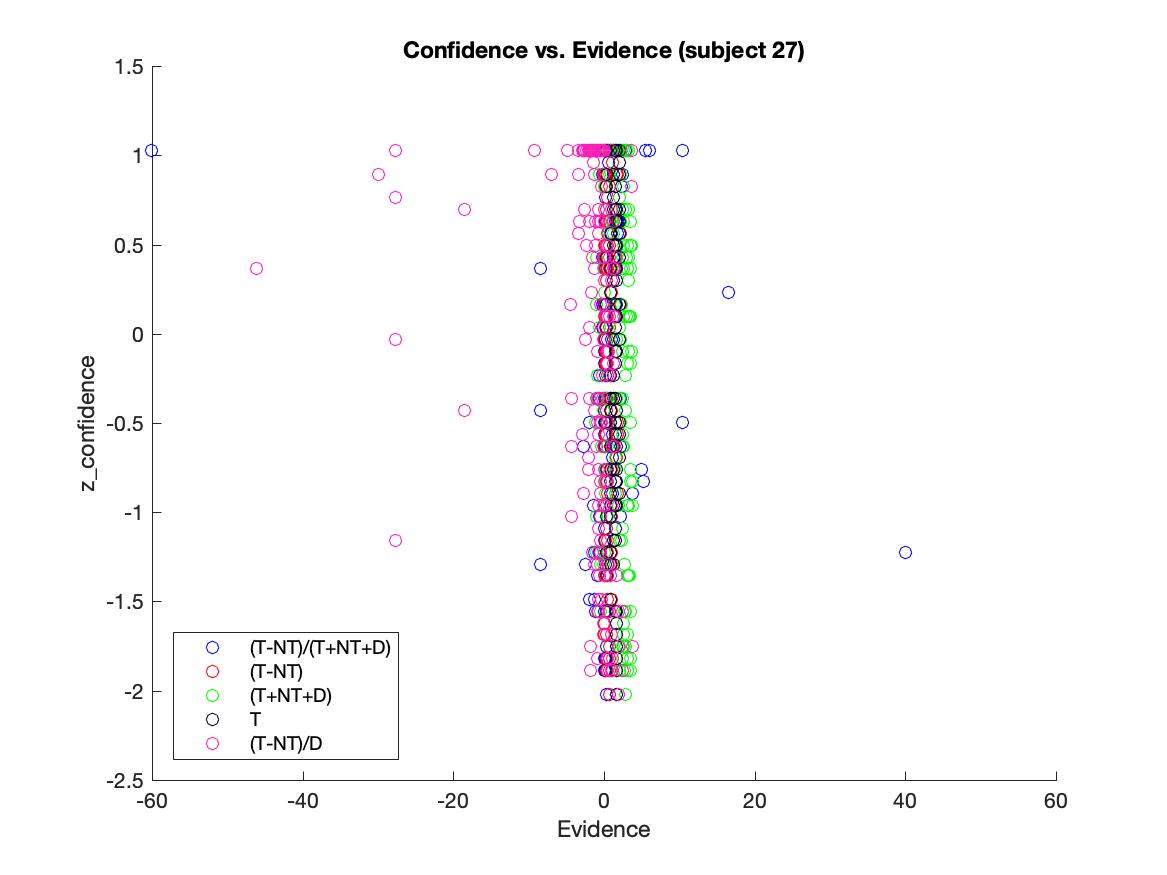 Confidence vs. Evidence (subject 27)
1.5
1
0.5
0
-0.5
-1
-1.5
-2
-2.5
z_confidence
(T-NT)/(T+NT+D)
(T-NT)
(T+NT+D)
T
(T-NT)/D
-60
-40
-20
0
20
40
60
Evidence